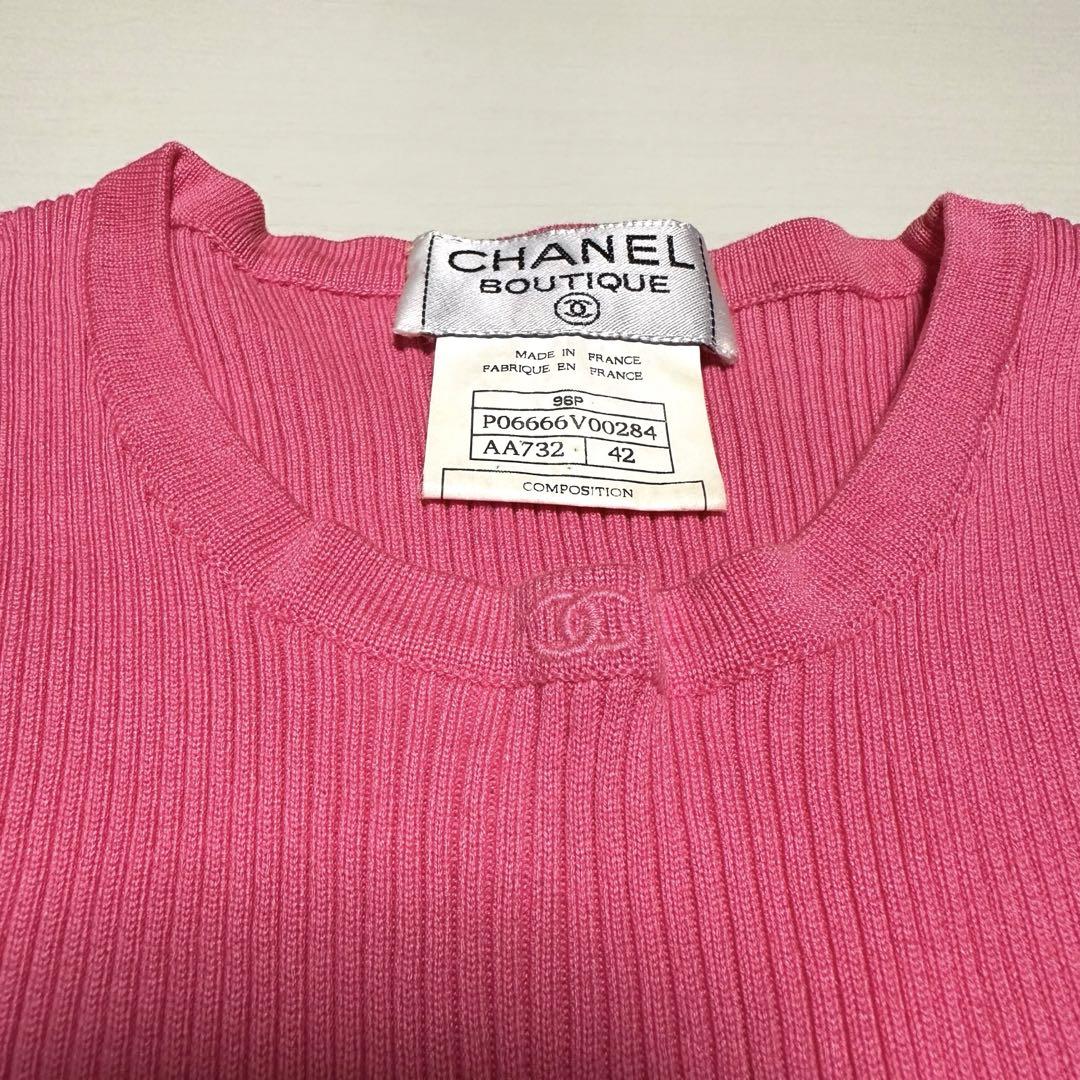 CHANEL
BOUTIQUE
MADE IN FRANCE
FABRIQUE EN FRANCE
96P
P06666V00284
AA732 42
COMPOSITION